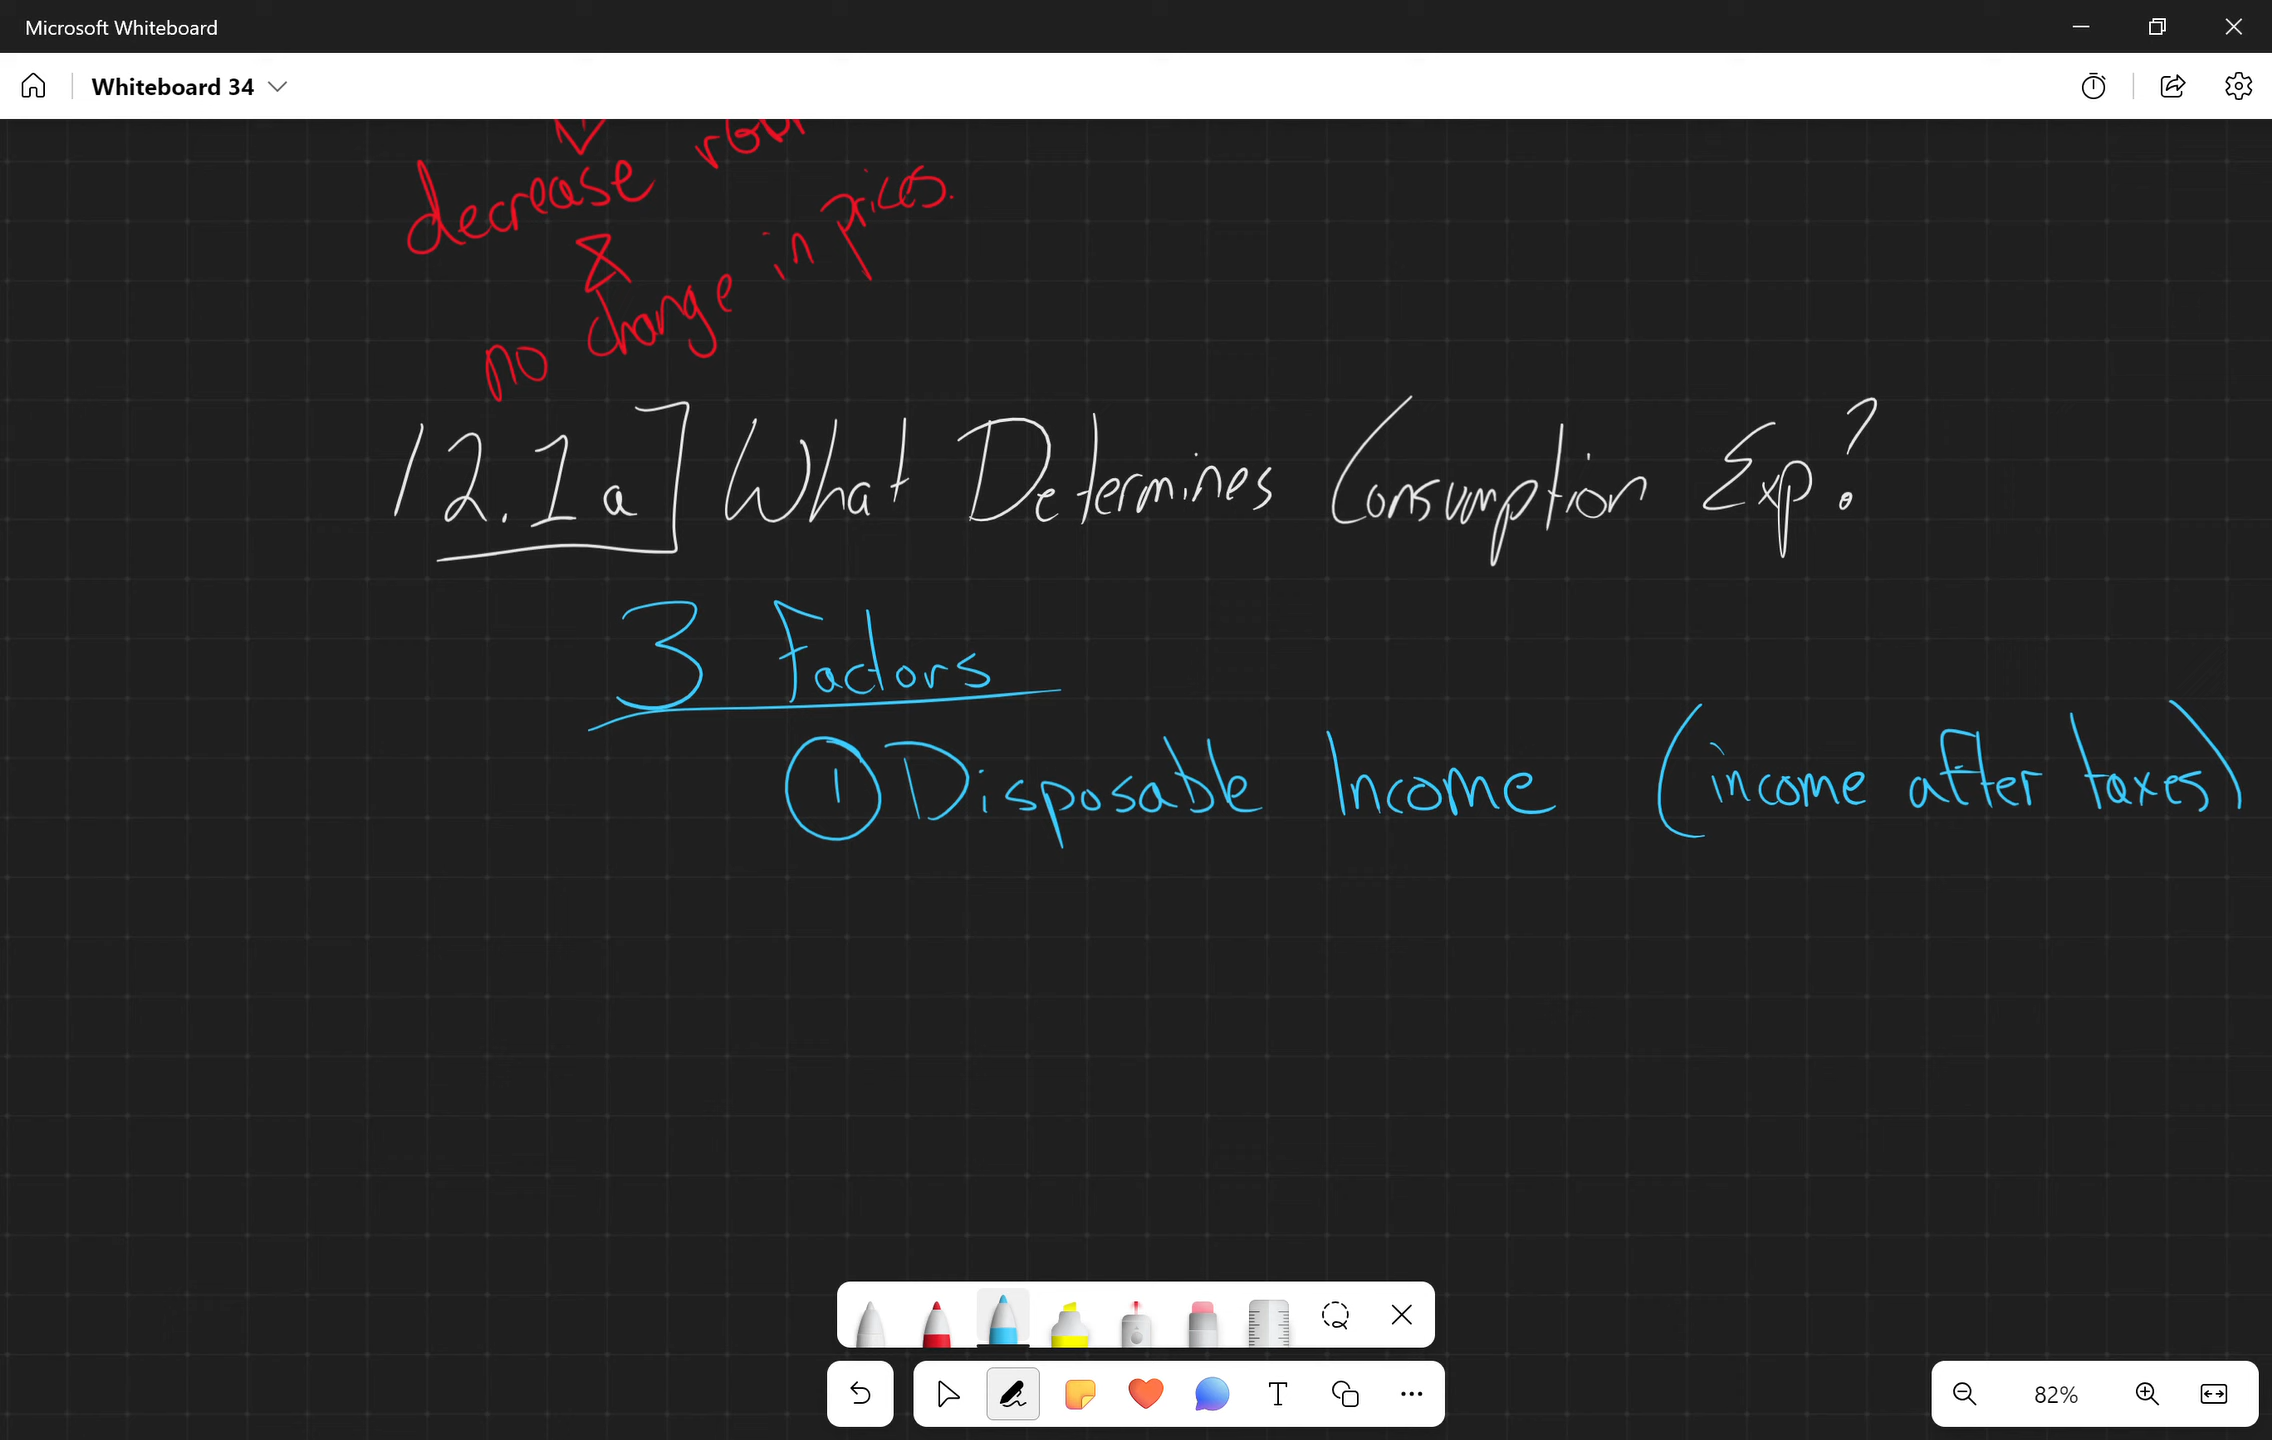 Microsoft Whiteboard
Whiteboard 34
decrease
&
no change in prices.
12.1a] What Determines Consumption Exp?
3 Factors
① Disposable Income (income after taxes)
82%